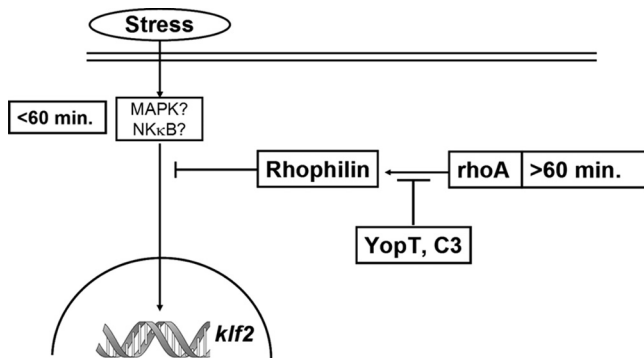 Stress
<60 min.
MAPK?
NKκB?
Rhophilin
rhoA
>60 min.
YopT, C3
klf2